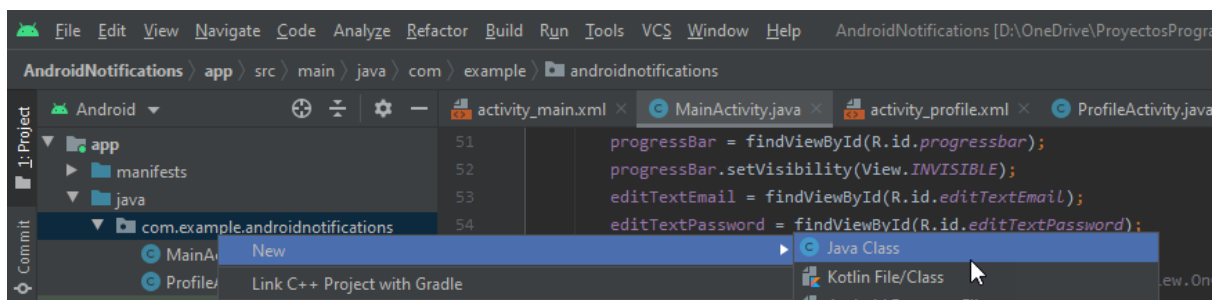 File Edit View Navigate Code Analyze Refactor Build Run Tools VCS Window Help AndroidNotifications [D:\OneDrive\ProyectosProgra
AndroidNotifications app src main java com example androidnotifications
Android activity_main.xml MainActivity.java activity_profile.xml ProfileActivity.java
1: Project
app
manifests
java
com.example.androidnotifications
MainAc
ProfileA
Commit
51 progressBar = findViewById(R.id.progressbar);
52 progressBar.setVisibility(View.INVISIBLE);
53 editTextEmail = findViewById(R.id.editTextEmail);
54 editTextPassword = findViewById(R.id.editTextPassword);
New
Link C++ Project with Gradle
Java Class
Kotlin File/Class
ew.On